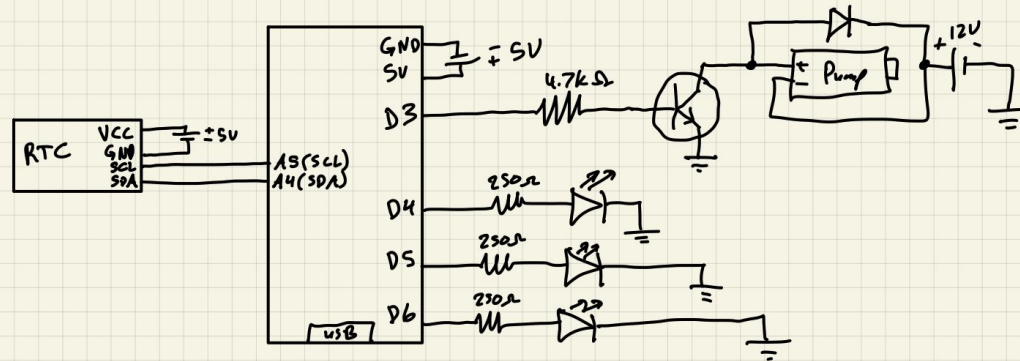 RTC
VCC
GND
SCL
SDA
+ - 5V
A5(SCL)
A4(SDA)
GND
5V
- + 5V
D3
4.7kΩ
+
-
Pump
+ 12V -
D4
250Ω
D5
250Ω
D6
250Ω
USB